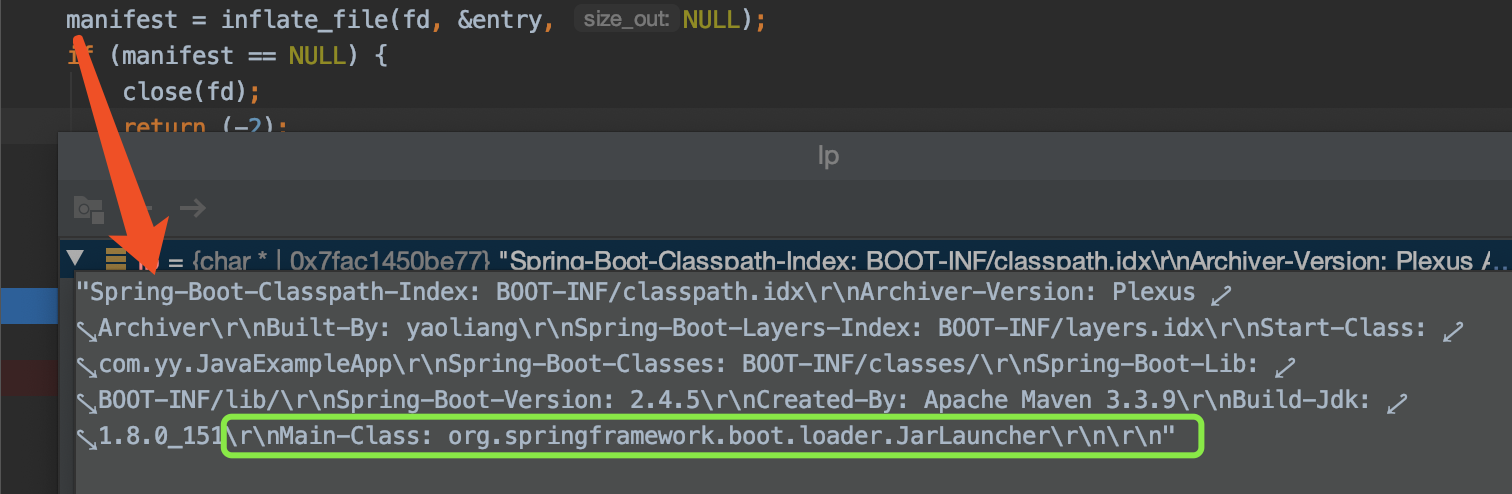 manifest = inflate_file(fd, &entry, size_out: NULL);
if (manifest == NULL) {
close(fd);
return (-2);
lp
= {char * | 0x7fac1450be77} "Spring-Boot-Classpath-Index: BOOT-INF/classpath.idx\r\nArchiver-Version: Plexus A...
"Spring-Boot-Classpath-Index: BOOT-INF/classpath.idx\r\nArchiver-Version: Plexus
Archiver\r\nBuilt-By: yaoliang\r\nSpring-Boot-Layers-Index: BOOT-INF/layers.idx\r\nStart-Class:
com.yy.JavaExampleApp\r\nSpring-Boot-Classes: BOOT-INF/classes/\r\nSpring-Boot-Lib:
BOOT-INF/lib/\r\nSpring-Boot-Version: 2.4.5\r\nCreated-By: Apache Maven 3.3.9\r\nBuild-Jdk:
1.8.0_151\r\nMain-Class: org.springframework.boot.loader.JarLauncher\r\n\r\n"